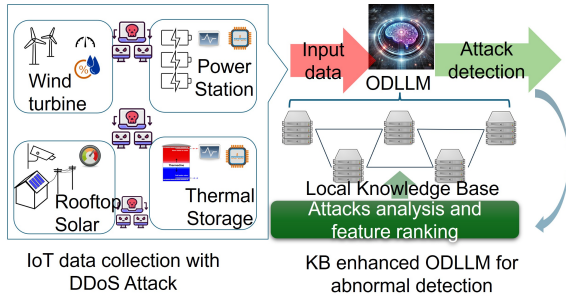 Wind
turbine
%
Power
Station
Rooftop
Solar
Thermal
Storage
Input
data
ODLLM
Attack
detection
Local Knowledge Base
Attacks analysis and
feature ranking
IoT data collection with
DDoS Attack
KB enhanced ODLLM for
abnormal detection